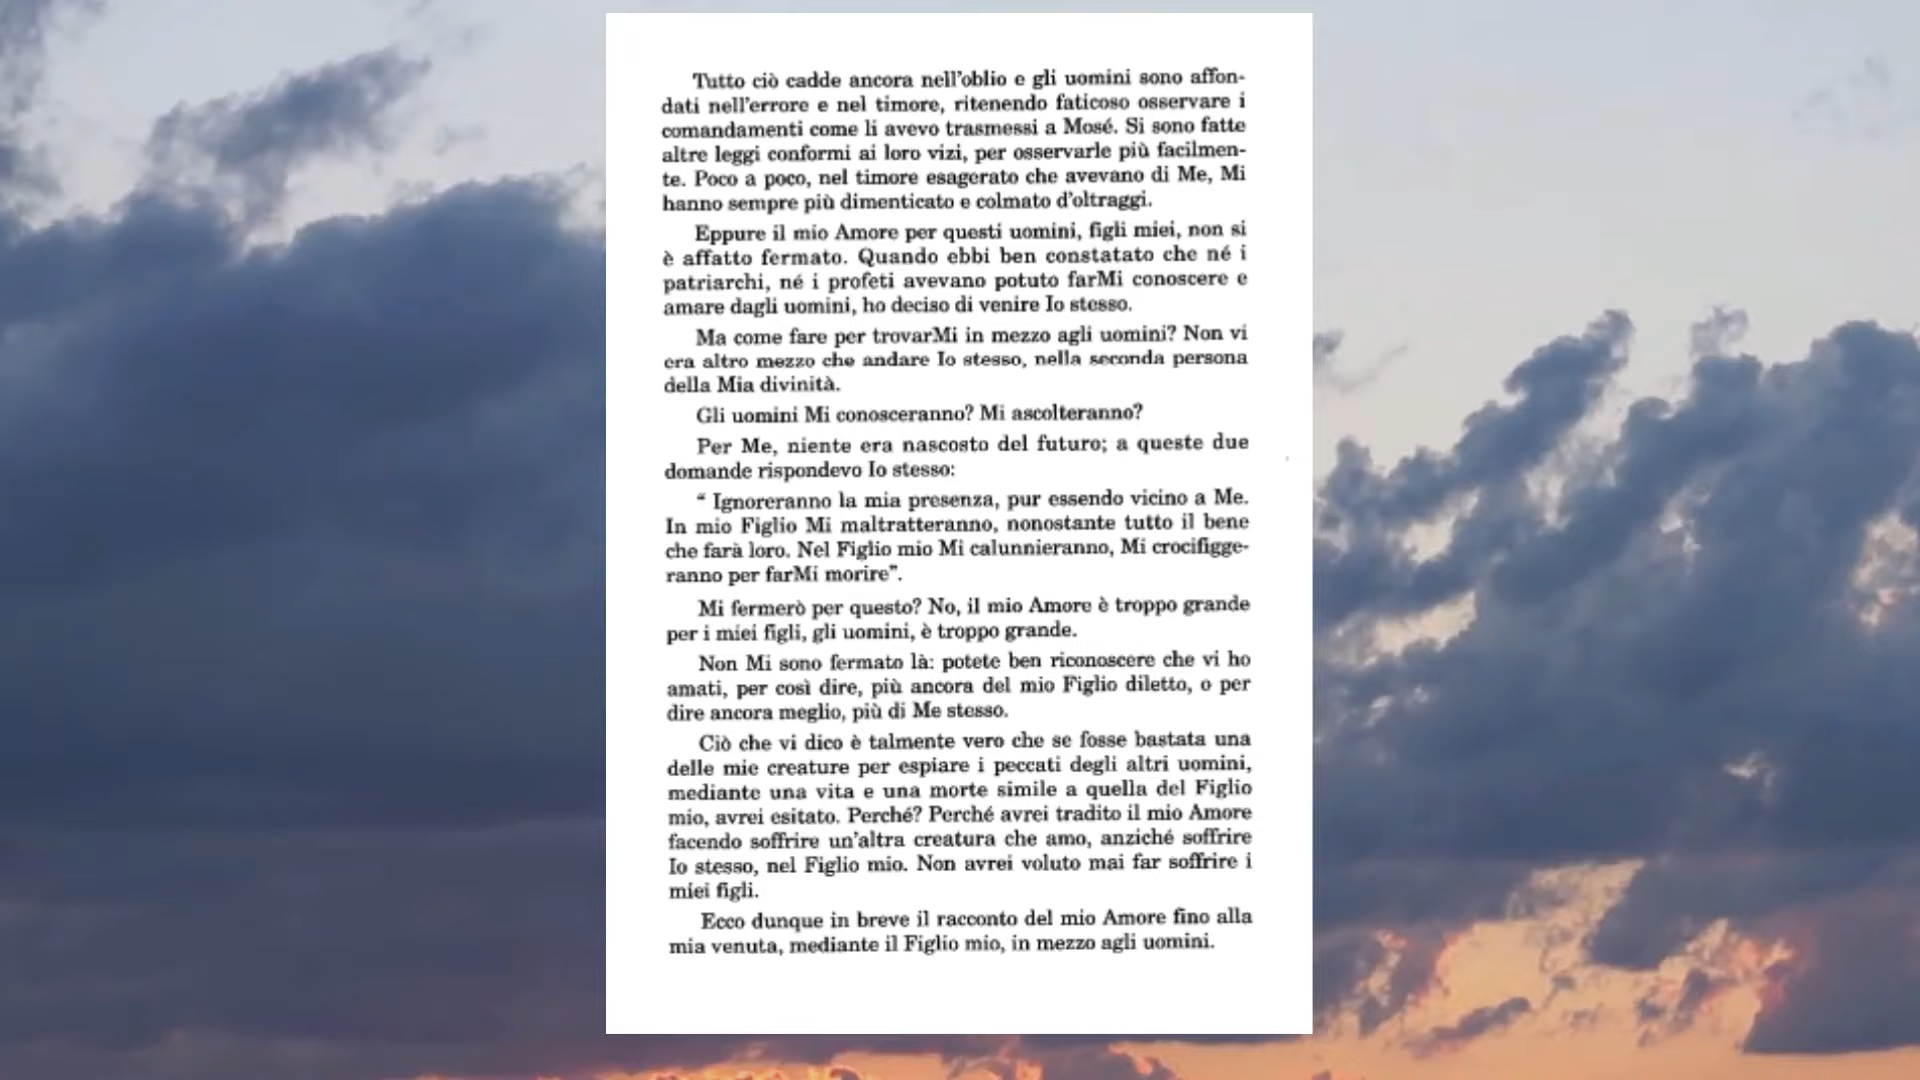 Tutto ciò cadde ancora nell'oblio e gli uomini sono affon-
dati nell'errore e nel timore, ritenendo faticoso osservare i
comandamenti come li avevo trasmessi a Mosé. Si sono fatte
altre leggi conformi ai loro vizi, per osservarle più facilmen-
te. Poco a poco, nel timore esagerato che avevano di Me, Mi
hanno sempre più dimenticato e colmato d'oltraggi.
Eppure il mio Amore per questi uomini, figli miei, non si
è affatto fermato. Quando ebbi ben constatato che né i
patriarchi, né i profeti avevano potuto farMi conoscere e
amare dagli uomini, ho deciso di venire Io stesso.
Ma come fare per trovarMi in mezzo agli uomini? Non vi
era altro mezzo che andare Io stesso, nella seconda persona
della Mia divinità.
Gli uomini Mi conosceranno? Mi ascolteranno?
Per Me, niente era nascosto del futuro; a queste due
domande rispondevo Io stesso:
“ Ignoreranno la mia presenza, pur essendo vicino a Me.
In mio Figlio Mi maltratteranno, nonostante tutto il bene
che farà loro. Nel Figlio mio Mi calunnieranno, Mi crocifigge-
ranno per farMi morire”.
Mi fermerò per questo? No, il mio Amore è troppo grande
per i miei figli, gli uomini, è troppo grande.
Non Mi sono fermato là: potete ben riconoscere che vi ho
amati, per così dire, più ancora del mio Figlio diletto, o per
dire ancora meglio, più di Me stesso.
Ciò che vi dico è talmente vero che se fosse bastata una
delle mie creature per espiare i peccati degli altri uomini,
mediante una vita e una morte simile a quella del Figlio
mio, avrei esitato. Perché? Perché avrei tradito il mio Amore
facendo soffrire un'altra creatura che amo, anziché soffrire
Io stesso, nel Figlio mio. Non avrei voluto mai far soffrire i
miei figli.
Ecco dunque in breve il racconto del mio Amore fino alla
mia venuta, mediante il Figlio mio, in mezzo agli uomini.